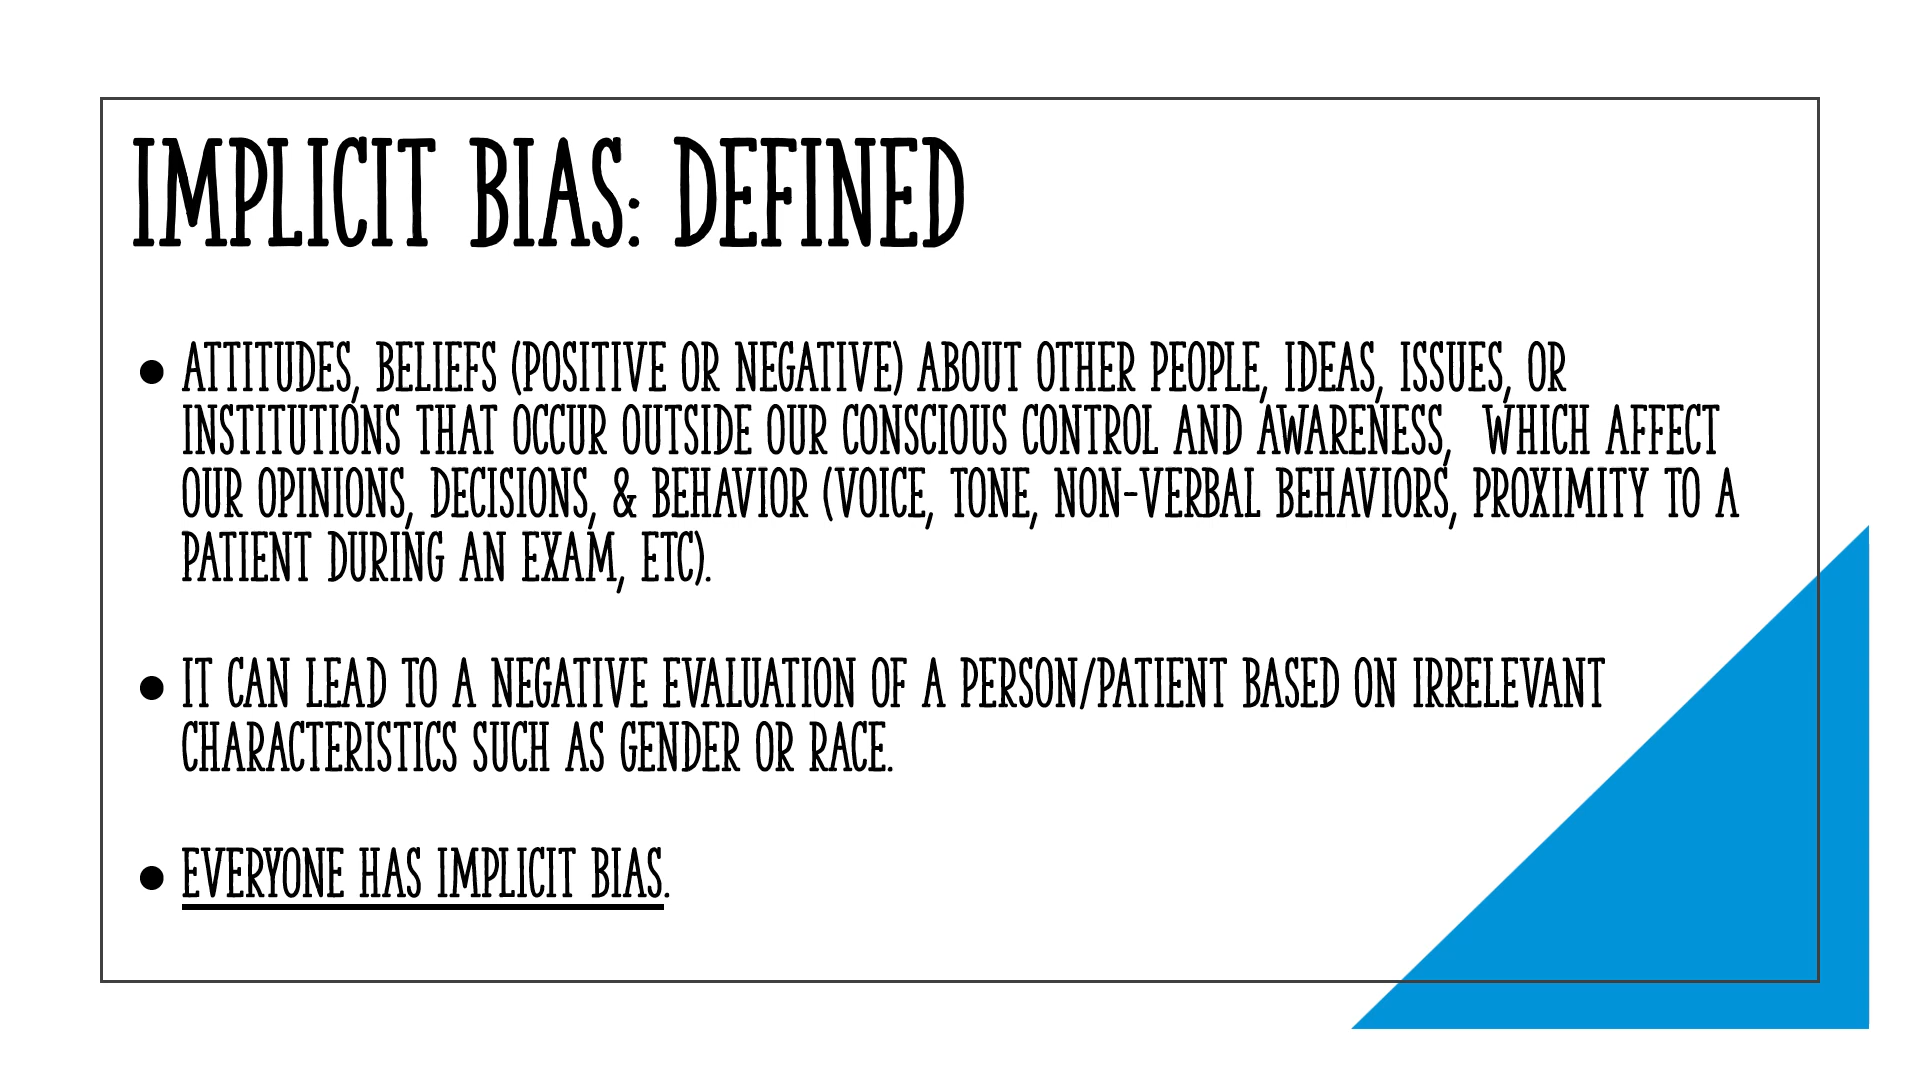 IMPLICIT BIAS: DEFINED
● ATTITUDES, BELIEFS (POSITIVE OR NEGATIVE) ABOUT OTHER PEOPLE, IDEAS, ISSUES, OR
INSTITUTIONS THAT OCCUR OUTSIDE OUR CONSCIOUS CONTROL AND AWARENESS,  WHICH AFFECT
OUR OPINIONS, DECISIONS, & BEHAVIOR (VOICE, TONE, NON-VERBAL BEHAVIORS, PROXIMITY TO A
PATIENT DURING AN EXAM, ETC).
● IT CAN LEAD TO A NEGATIVE EVALUATION OF A PERSON/PATIENT BASED ON IRRELEVANT
CHARACTERISTICS SUCH AS GENDER OR RACE.
● EVERYONE HAS IMPLICIT BIAS.